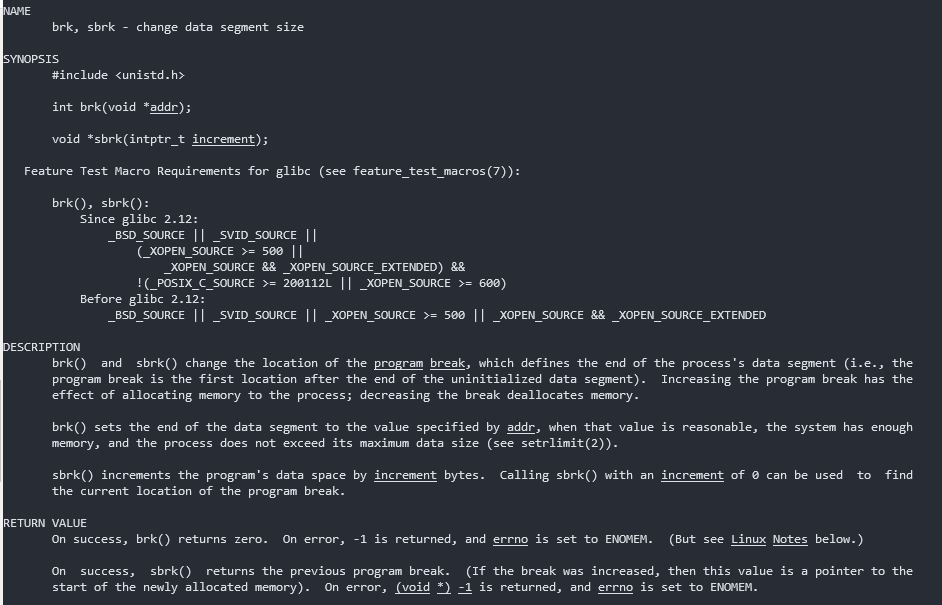 NAME
brk, sbrk - change data segment size
SYNOPSIS
#include <unistd.h>
int brk(void *addr);
void *sbrk(intptr_t increment);
Feature Test Macro Requirements for glibc (see feature_test_macros(7)):
brk(), sbrk():
Since glibc 2.12:
_BSD_SOURCE || _SVID_SOURCE ||
(_XOPEN_SOURCE >= 500 ||
_XOPEN_SOURCE && _XOPEN_SOURCE_EXTENDED) &&
!(_POSIX_C_SOURCE >= 200112L || _XOPEN_SOURCE >= 600)
Before glibc 2.12:
_BSD_SOURCE || _SVID_SOURCE || _XOPEN_SOURCE >= 500 || _XOPEN_SOURCE && _XOPEN_SOURCE_EXTENDED
DESCRIPTION
brk() and sbrk() change the location of the program break, which defines the end of the process's data segment (i.e., the
program break is the first location after the end of the uninitialized data segment). Increasing the program break has the
effect of allocating memory to the process; decreasing the break deallocates memory.
brk() sets the end of the data segment to the value specified by addr, when that value is reasonable, the system has enough
memory, and the process does not exceed its maximum data size (see setrlimit(2)).
sbrk() increments the program's data space by increment bytes. Calling sbrk() with an increment of 0 can be used to find
the current location of the program break.
RETURN VALUE
On success, brk() returns zero. On error, -1 is returned, and errno is set to ENOMEM. (But see Linux Notes below.)
On success, sbrk() returns the previous program break. (If the break was increased, then this value is a pointer to the
start of the newly allocated memory). On error, (void *) -1 is returned, and errno is set to ENOMEM.